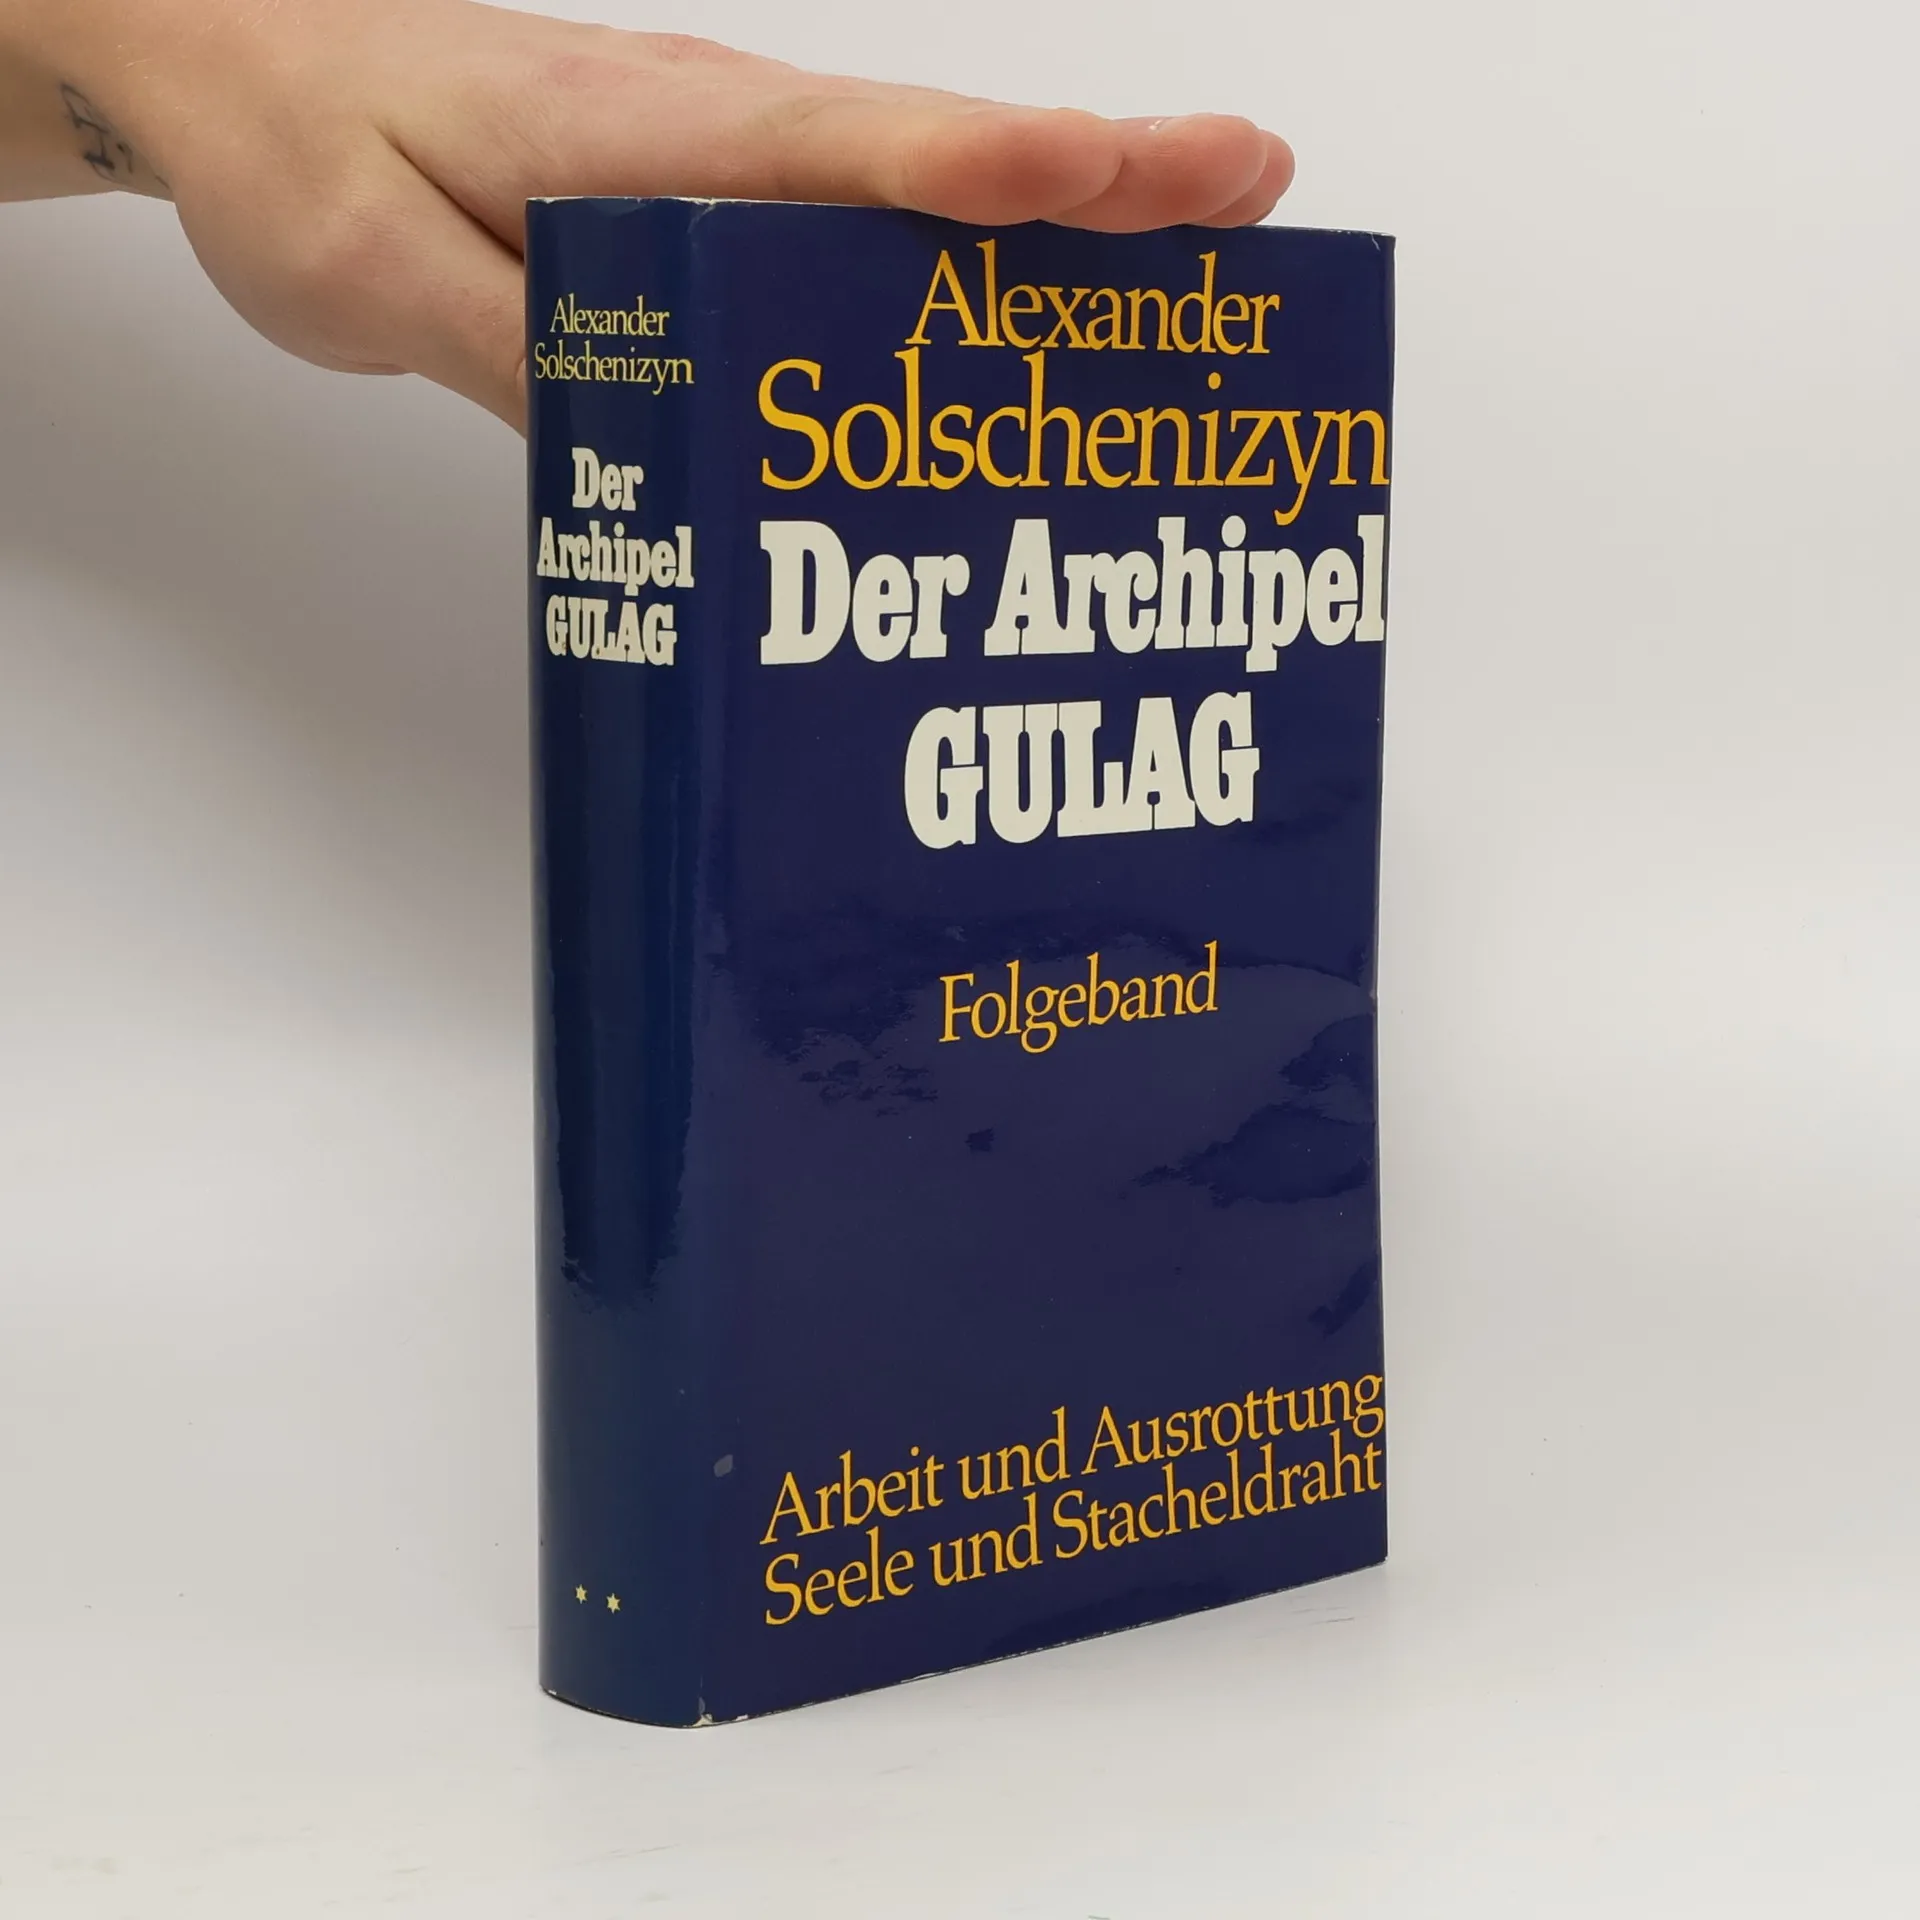 Alexander
Solschenizyn
Der
Archipel
GULAG
Alexander
Solschenizyn
Der Archipel
GULAG
Folgeband
Arbeit und Ausrottung
Seele und Stacheldraht